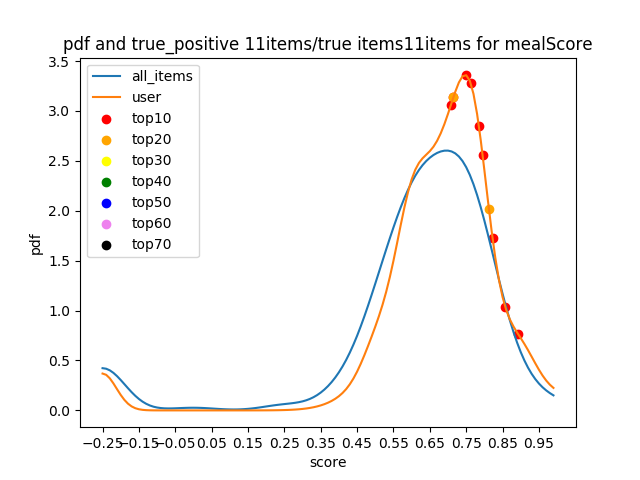 pdf and true_positive 11items/true items11items for mealScore
all_items
user
top10
top20
top30
top40
top50
top60
top70
pdf
3.5
3.0
2.5
2.0
1.5
1.0
0.5
0.0
−0.25 −0.15 −0.05 0.05 0.15 0.25 0.35 0.45 0.55 0.65 0.75 0.85 0.95
score